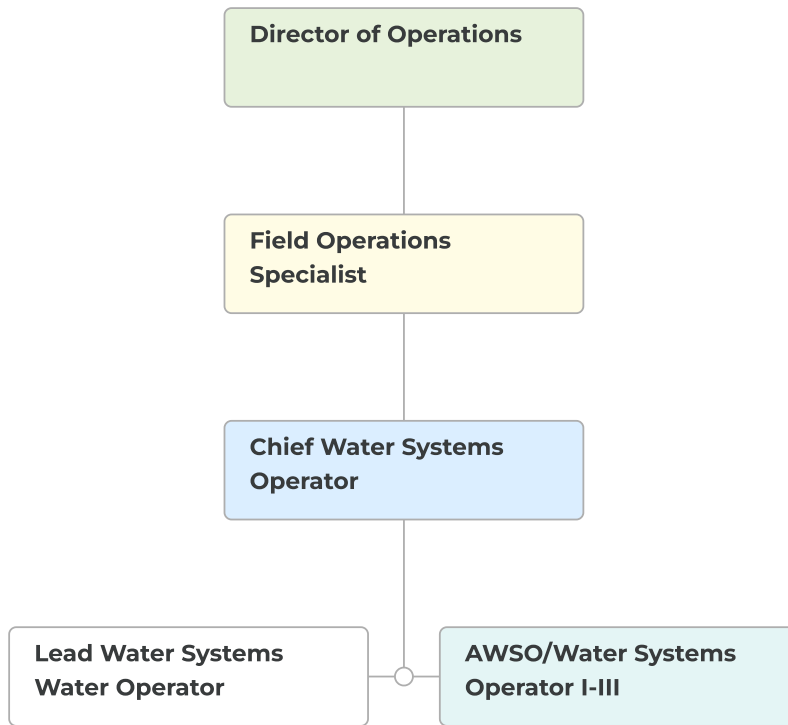 Director of Operations
Field Operations
Specialist
Chief Water Systems
Operator
Lead Water Systems
Water Operator
AWSO/Water Systems
Operator I-III